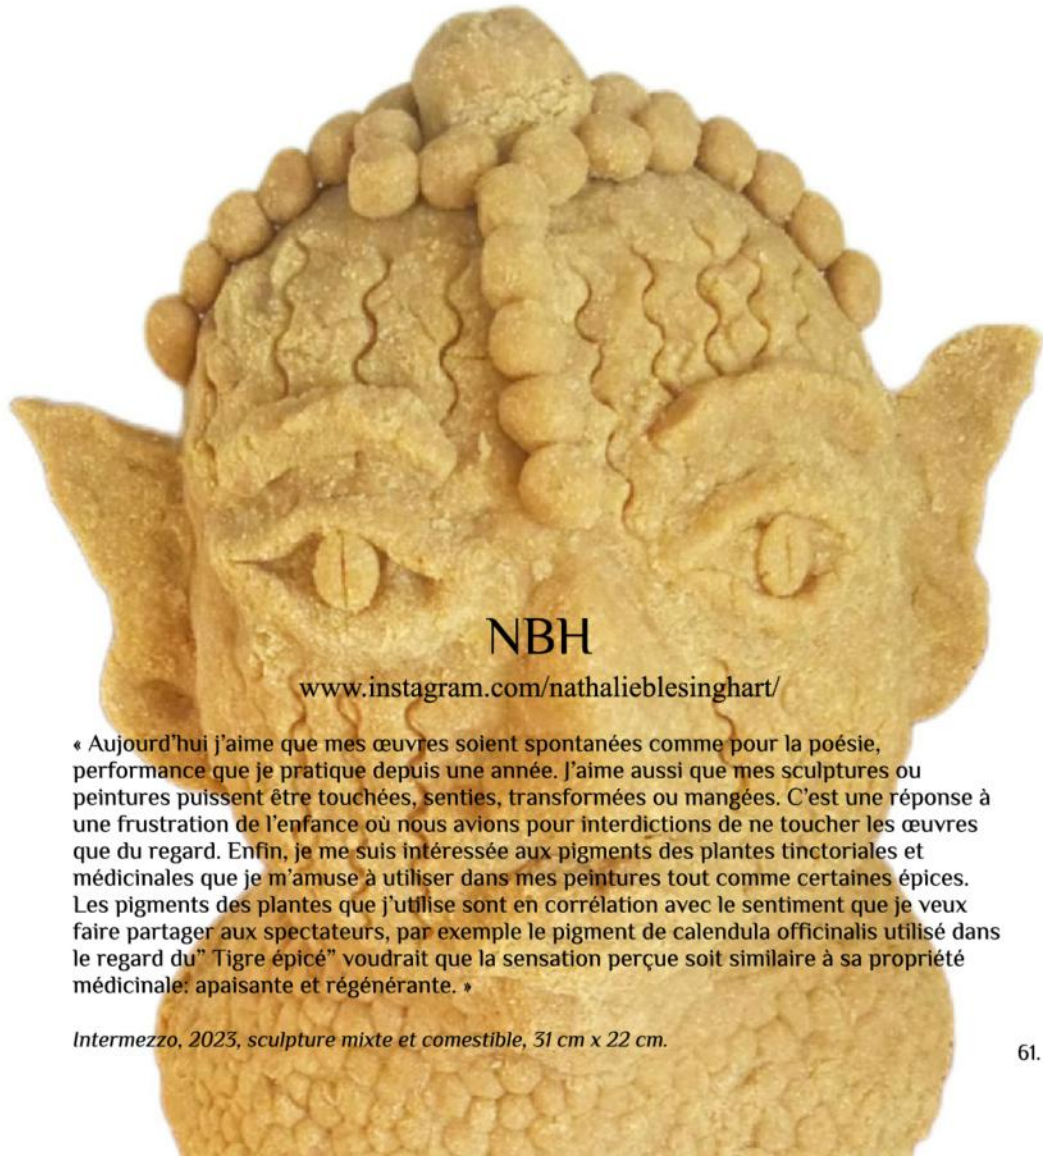 NBH
www.instagram.com/nathalieblesinghart/
« Aujourd’hui j’aime que mes œuvres soient spontanées comme pour la poésie,
performance que je pratique depuis une année. J’aime aussi que mes sculptures ou
peintures puissent être touchées, senties, transformées ou mangées. C’est une réponse à
une frustration de l’enfance où nous avions pour interdictions de ne toucher les œuvres
que du regard. Enfin, je me suis intéressée aux pigments des plantes tinctoriales et
médicinales que je m’amuse à utiliser dans mes peintures tout comme certaines épices.
Les pigments des plantes que j’utilise sont en corrélation avec le sentiment que je veux
faire partager aux spectateurs, par exemple le pigment de calendula officinalis utilisé dans
le regard du” Tigre épicé” voudrait que la sensation perçue soit similaire à sa propriété
médicinale: apaisante et régénérante. »
Intermezzo, 2023, sculpture mixte et comestible, 31 cm x 22 cm.
61.